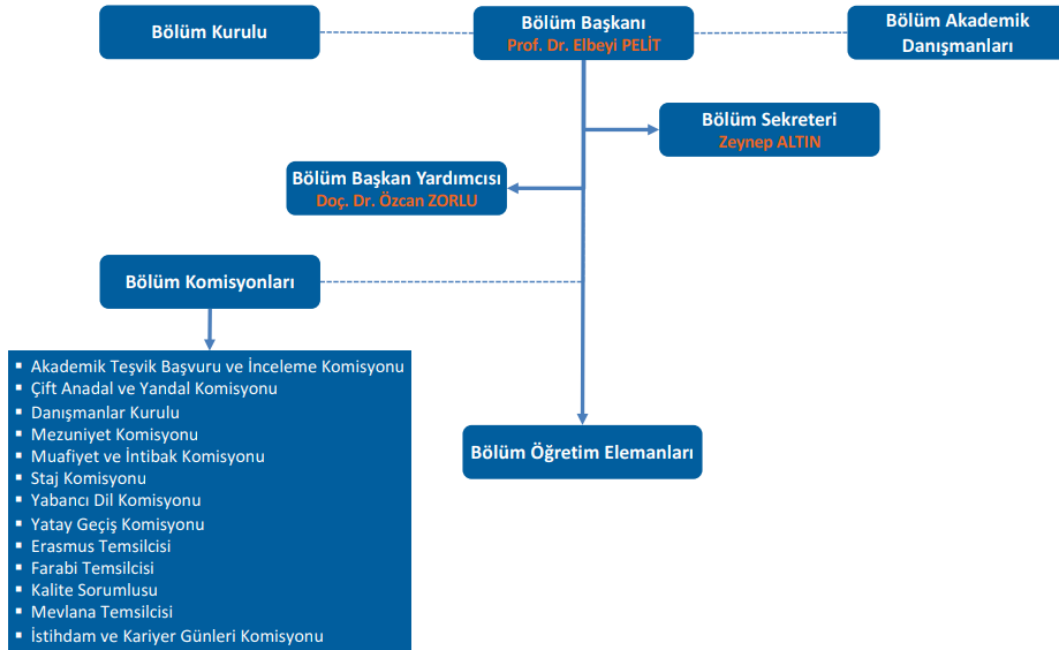 Bölüm Kurulu
Bölüm Başkanı
Prof. Dr. Elbeyi PELİT
Bölüm Akademik
Danışmanları
Bölüm Sekreteri
Zeynep ALTIN
Bölüm Başkan Yardımcısı
Doç. Dr. Özcan ZORLU
Bölüm Komisyonları
▪ Akademik Teşvik Başvuru ve İnceleme Komisyonu
▪ Çift Anadal ve Yandal Komisyonu
▪ Danışmanlar Kurulu
▪ Mezuniyet Komisyonu
▪ Muafiyet ve İntibak Komisyonu
▪ Staj Komisyonu
▪ Yabancı Dil Komisyonu
▪ Yatay Geçiş Komisyonu
▪ Erasmus Temsilcisi
▪ Farabi Temsilcisi
▪ Kalite Sorumlusu
▪ Mevlana Temsilcisi
▪ İstihdam ve Kariyer Günleri Komisyonu
Bölüm Öğretim Elemanları